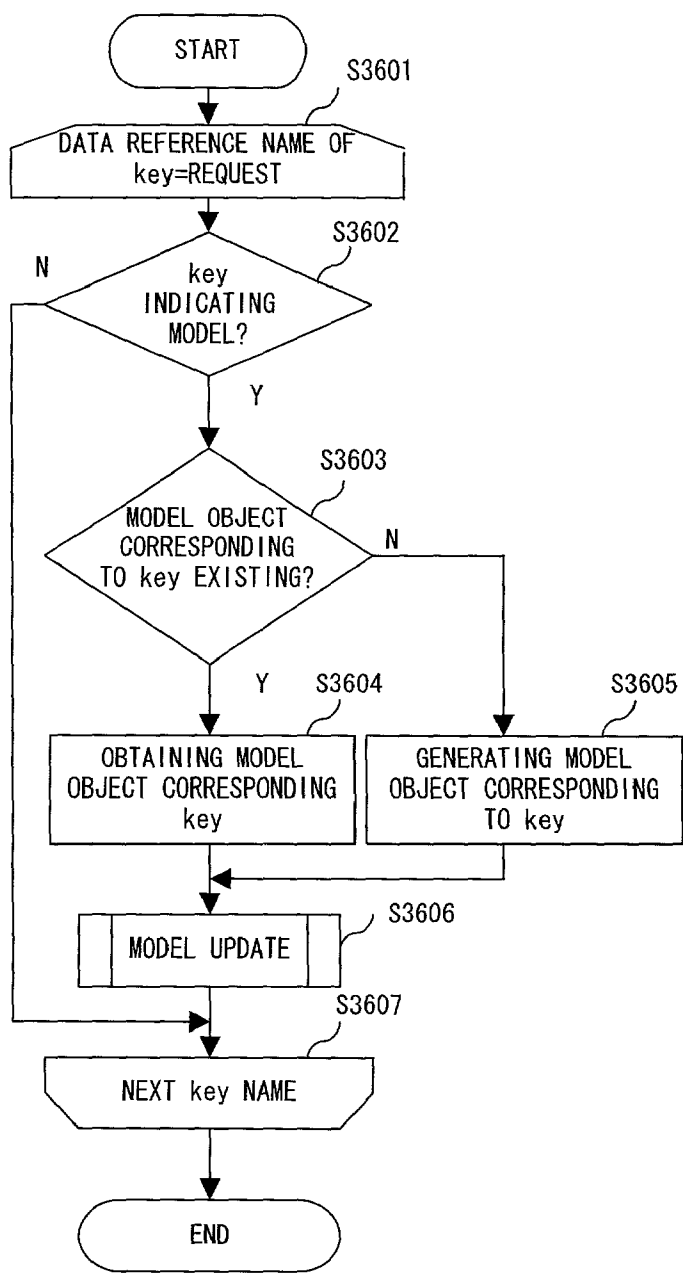 START
S3601
DATA REFERENCE NAME OF
key=REQUEST
S3602
N
key
INDICATING
MODEL?
Y
S3603
MODEL OBJECT
CORRESPONDING
TO key EXISTING?
N
Y
S3604
S3605
OBTAINING MODEL
OBJECT CORRESPONDING
key
GENERATING MODEL
OBJECT CORRESPONDING
TO key
S3606
MODEL UPDATE
S3607
NEXT key NAME
END